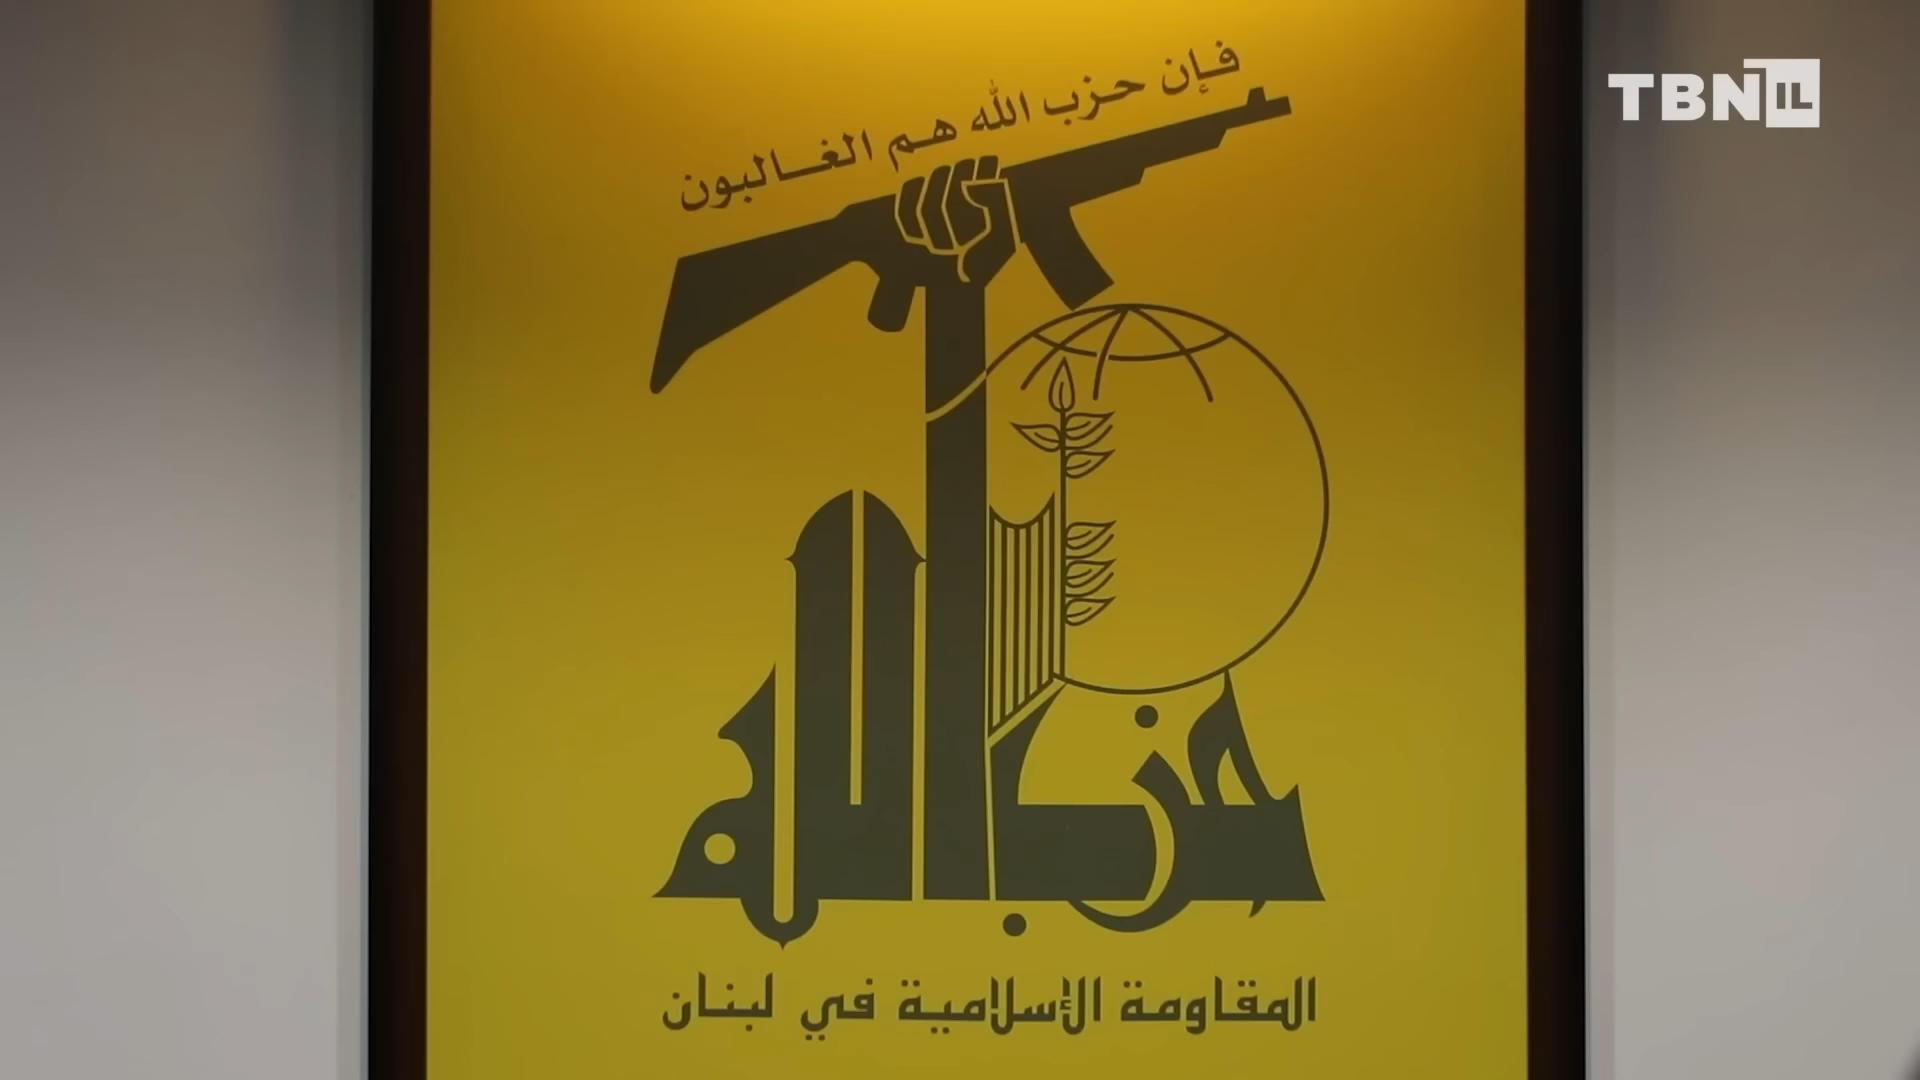 TBN IL
فإن حزب الله هم الغالبون
حزب الله
المقاومة الإسلامية في لبنان